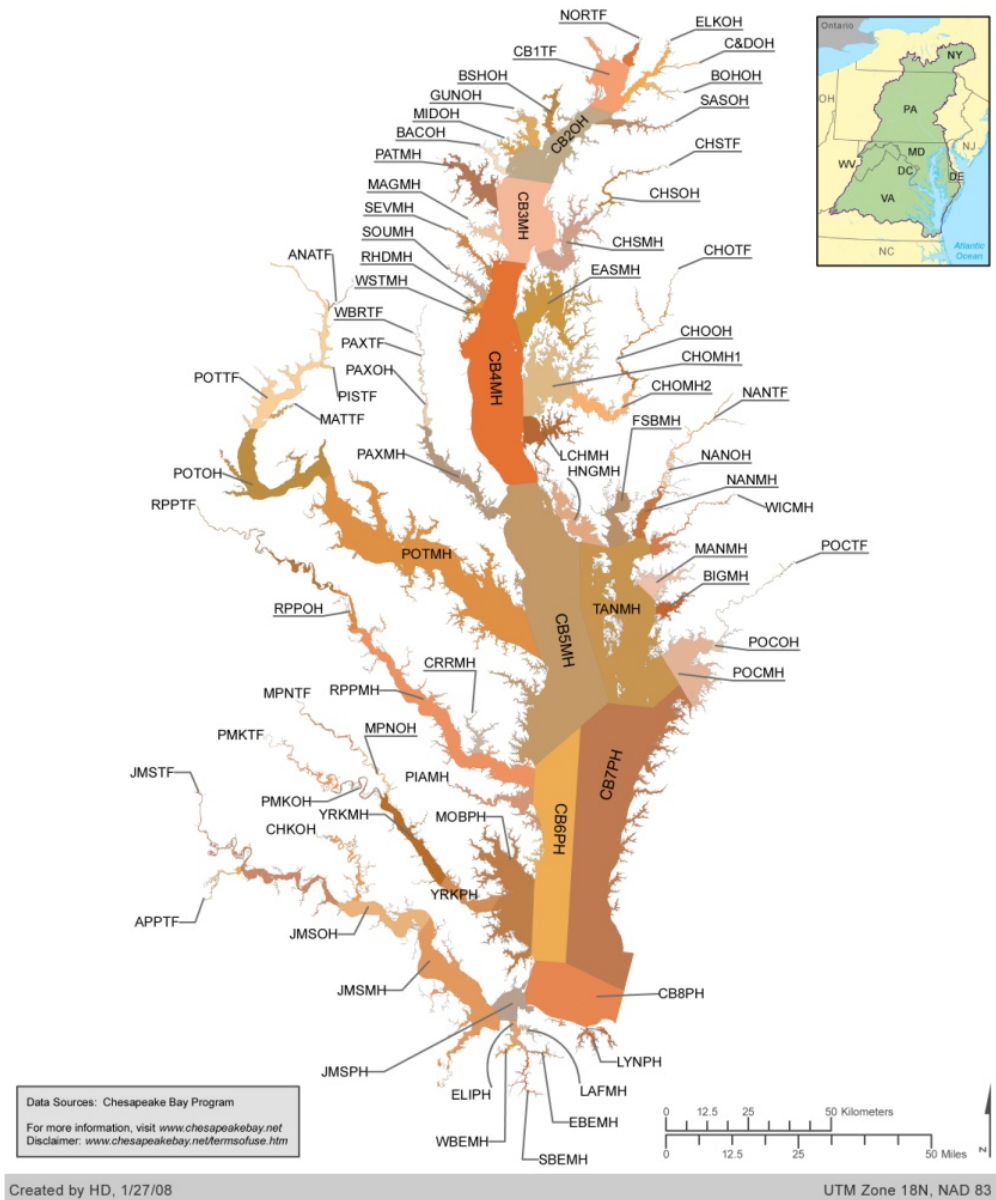 NORTF
ELKOH
CB1TF
C&DOH
BSHOH
BOHOH
GUNOH
SASOH
MIDOH
CB2OH
BACOH
PATMH
CHSTF
MAGMH
CB3MH
CHSOH
SEVMH
SOUMH
CHSMH
ANATF
RHDMH
EASMH
CHOTF
WSTMH
WBRTF
PAXTF
CHOOH
PAXOH
CB4MH
CHOMH1
POTTF
PISTF
CHOMH2
NANTF
MATTF
FSBMH
PAXMH
LCHMH
NANOH
HNGMH
POTOH
NANMH
RPPTF
WICMH
POTMH
MANMH
POCTF
BIGMH
RPPOH
TANMH
CB5MH
POCOH
CRRMH
POCMH
RPPMH
MPNTF
MPNOH
PMKTF
CB7PH
JMSTF
PIAMH
PMKOH
CB6PH
YRKMH
MOBPH
CHKOH
YRKPH
APPTF
JMSOH
JMSMH
CB8PH
LYNPH
JMSPH
ELIPH
LAFMH
EBEMH
WBEMH
SBEMH
Ontario
NY
PA
OH
NJ
MD
WV
DC
DE
VA
NC
Atlantic
Ocean
Data Sources: Chesapeake Bay Program
For more information, visit www.chesapeakebay.net
Disclaimer: www.chesapeakebay.net/termsofuse.htm
0 12.5 25 50 Kilometers
0 12.5 25 50 Miles
N
Created by HD, 1/27/08
UTM Zone 18N, NAD 83